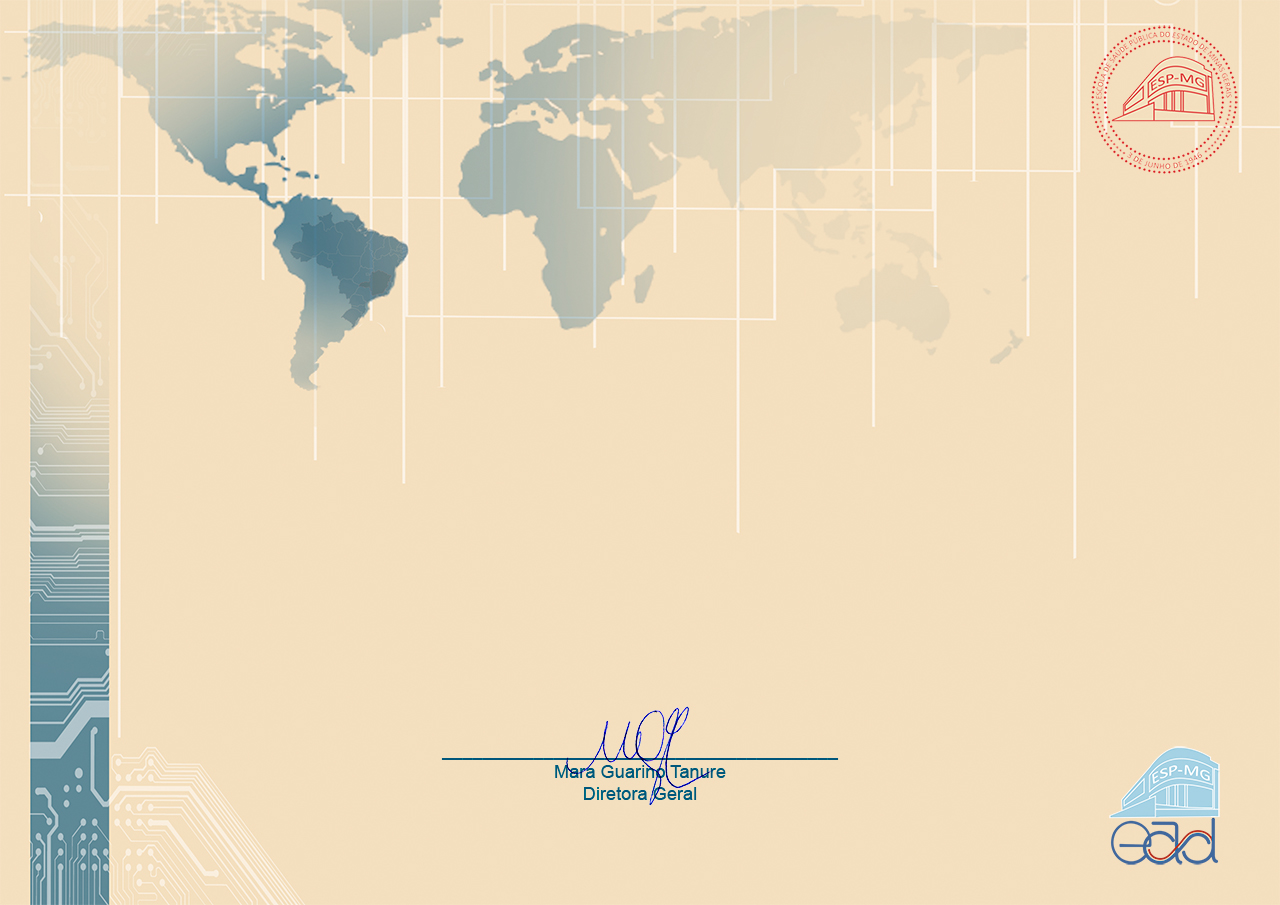 ESCOLA DE SAÚDE PÚBLICA DO ESTADO DE MINAS GERAIS
ESP-MG
3 DE JUNHO DE 1946
Mara Guarino Tanure
Diretora Geral
ESP-MG
ead